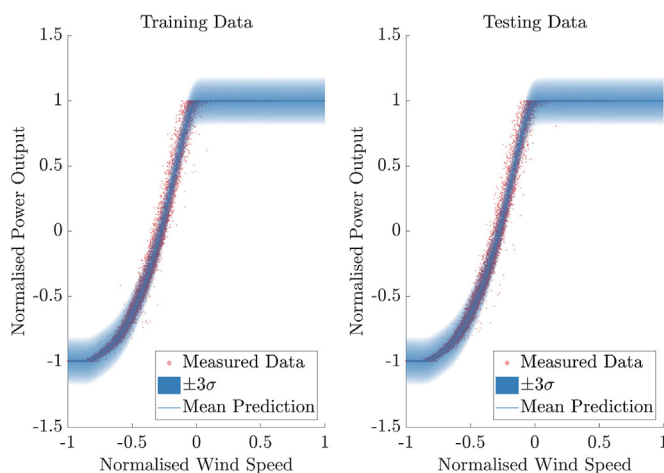 Training Data
Normalised Power Output
1.5
1
0.5
0
-0.5
-1
-1.5
-1
-0.5
0
0.5
1
Normalised Wind Speed
Measured Data
±3σ
Mean Prediction
Testing Data
Normalised Power Output
1.5
1
0.5
0
-0.5
-1
-1.5
-1
-0.5
0
0.5
1
Normalised Wind Speed
Measured Data
±3σ
Mean Prediction